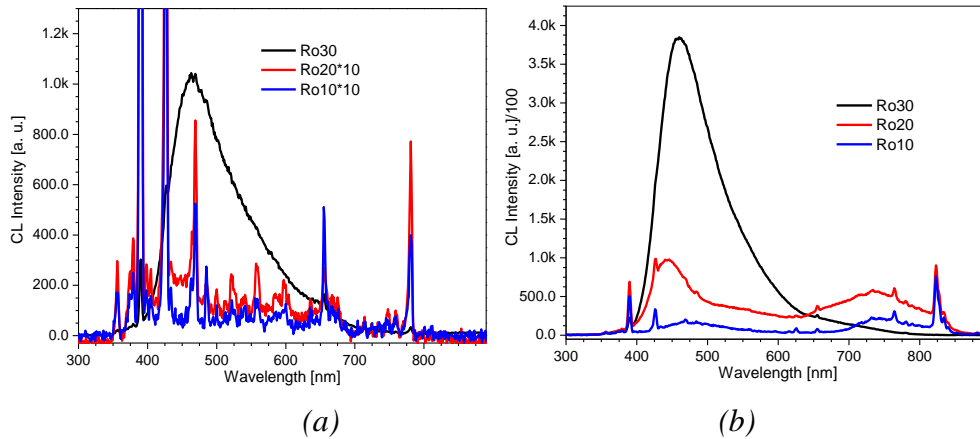 1.2k
1.0k
800.0
600.0
400.0
200.0
0.0
CL Intensity [a. u.]
Ro30
Ro20*10
Ro10*10
300 400 500 600 700 800
Wavelength [nm]
(a)
4.0k
3.5k
3.0k
2.5k
2.0k
1.5k
1.0k
500.0
0.0
CL Intensity [a. u.]/100
Ro30
Ro20
Ro10
300 400 500 600 700 800
Wavelength [nm]
(b)